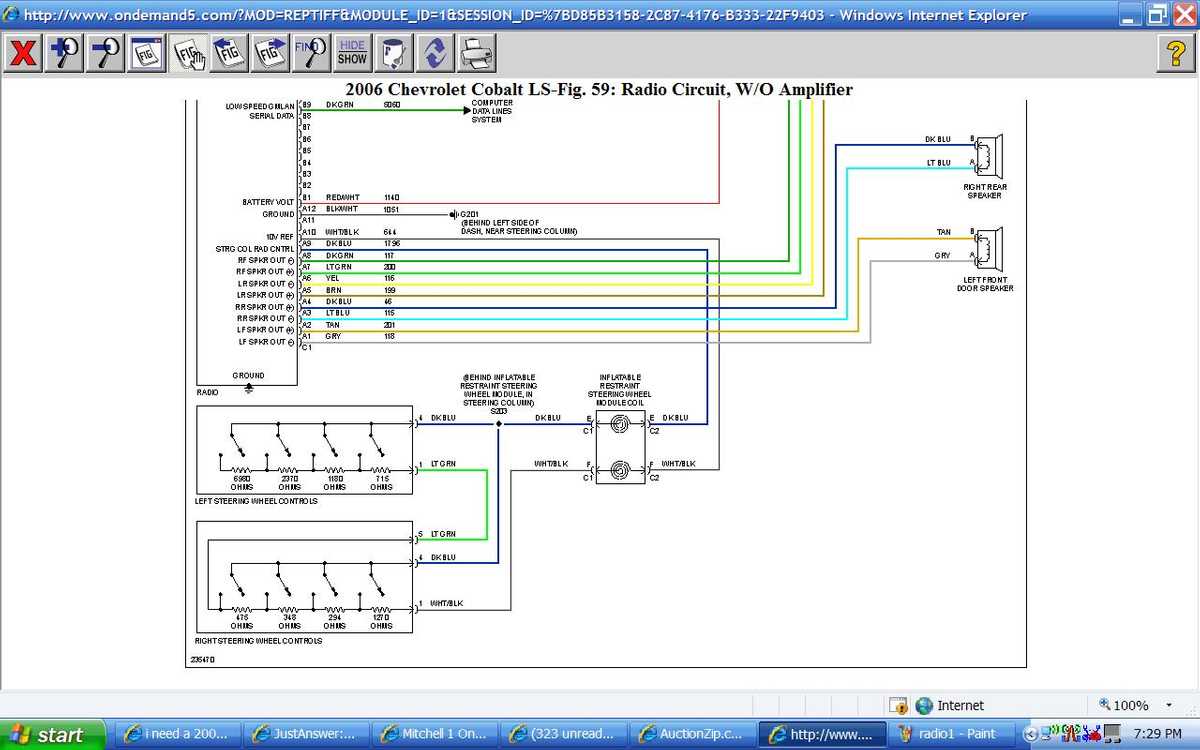 http://www.ondemand5.com/?MOD=REPTIFF&MODULE_ID=1&SESSION_ID=%7BD85B3158-2C87-4176-B333-22F9403 - Windows Internet Explorer
FIG FIG FIG FIG FIND HIDE SHOW
2006 Chevrolet Cobalt LS-Fig. 59: Radio Circuit, W/O Amplifier
LOW SPEED GMLAN
SERIAL DATA
B9 DK GRN 5060
COMPUTER
DATA LINES
SYSTEM
B8
B7
B6
B5
B4
B3
B2
BATTERY VOLT B1 RED/WHT 1140
GROUND A12 BLK/WHT 1051
G201
(BEHIND LEFT SIDE OF
DASH, NEAR STEERING COLUMN)
A11
10V REF A10 WHT/BLK 644
STRG COL RAD CNTRL A9 DK BLU 1796
RF SPKR OUT (-) A8 DK GRN 117
RF SPKR OUT (+) A7 LT GRN 200
LR SPKR OUT (-) A6 YEL 116
LR SPKR OUT (+) A5 BRN 199
RR SPKR OUT (+) A4 DK BLU 46
RR SPKR OUT (-) A3 LT BLU 115
LF SPKR OUT (+) A2 TAN 201
LF SPKR OUT (-) A1 GRY 118
C1
GROUND
RADIO
DK BLU B
LT BLU A
RIGHT REAR
SPEAKER
TAN B
GRY A
LEFT FRONT
DOOR SPEAKER
(BEHIND INFLATABLE
RESTRAINT STEERING
WHEEL MODULE, IN
STEERING COLUMN)
S203
INFLATABLE
RESTRAINT
STEERING WHEEL
MODULE COIL
4 DK BLU DK BLU E E DK BLU
C1 C2
1 LT GRN WHT/BLK F F WHT/BLK
C1 C2
6980 2370 1180 715
OHMS OHMS OHMS OHMS
LEFT STEERING WHEEL CONTROLS
5 LT GRN
4 DK BLU
1 WHT/BLK
475 348 294 1270
OHMS OHMS OHMS OHMS
RIGHT STEERING WHEEL CONTROLS
235470
Internet 100%
start i need a 200... JustAnswer:... Mitchell 1 On... (323 unread... AuctionZip.c... http://www.... radio1 - Paint 7:29 PM